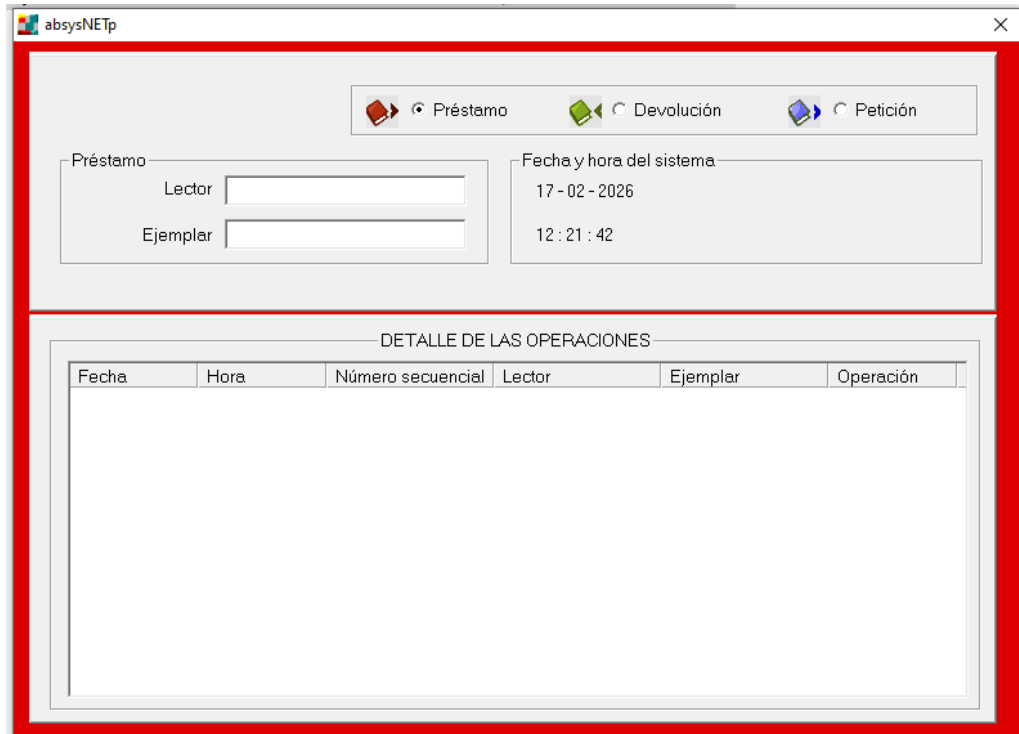 absysNETp
Préstamo Devolución Petición
Préstamo
Lector
Ejemplar
Fecha y hora del sistema
17 - 02 - 2026
12 : 21 : 42
DETALLE DE LAS OPERACIONES
Fecha Hora Número secuencial Lector Ejemplar Operación